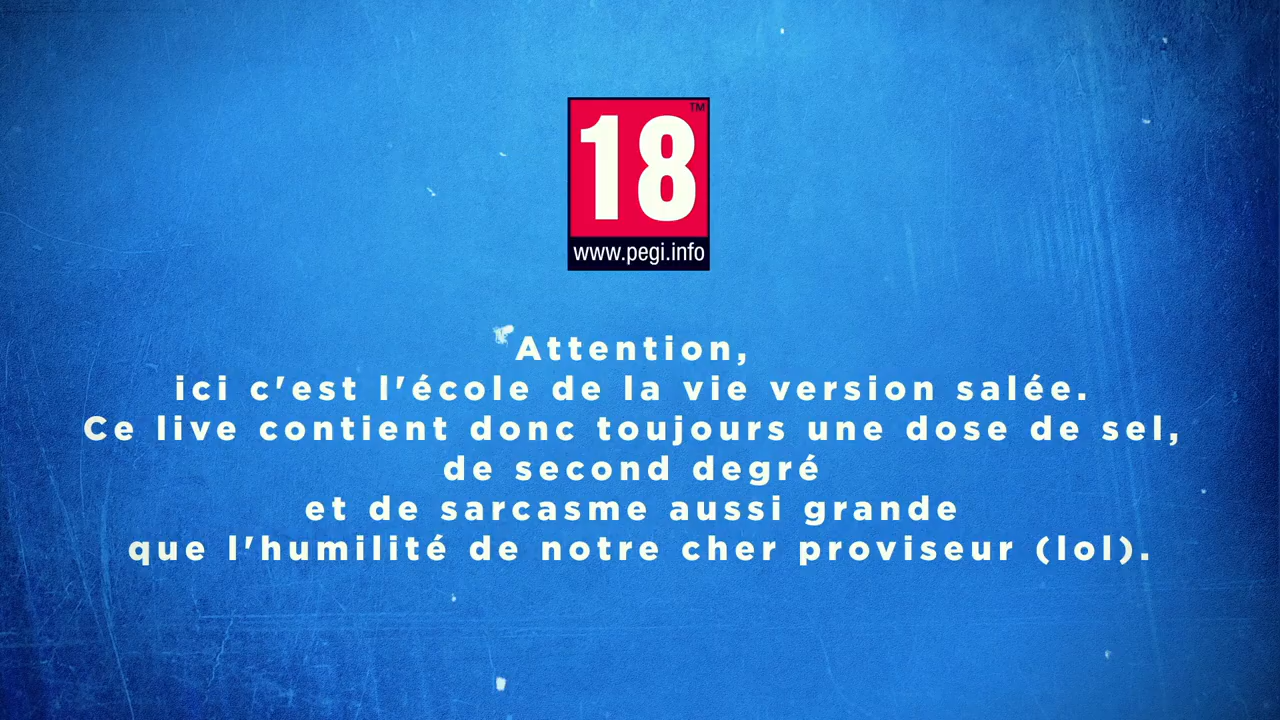 18
TM
www.pegi.info
Attention,
ici c'est l'école de la vie version salée.
Ce live contient donc toujours une dose de sel,
de second degré
et de sarcasme aussi grande
que l'humilité de notre cher proviseur (lol).